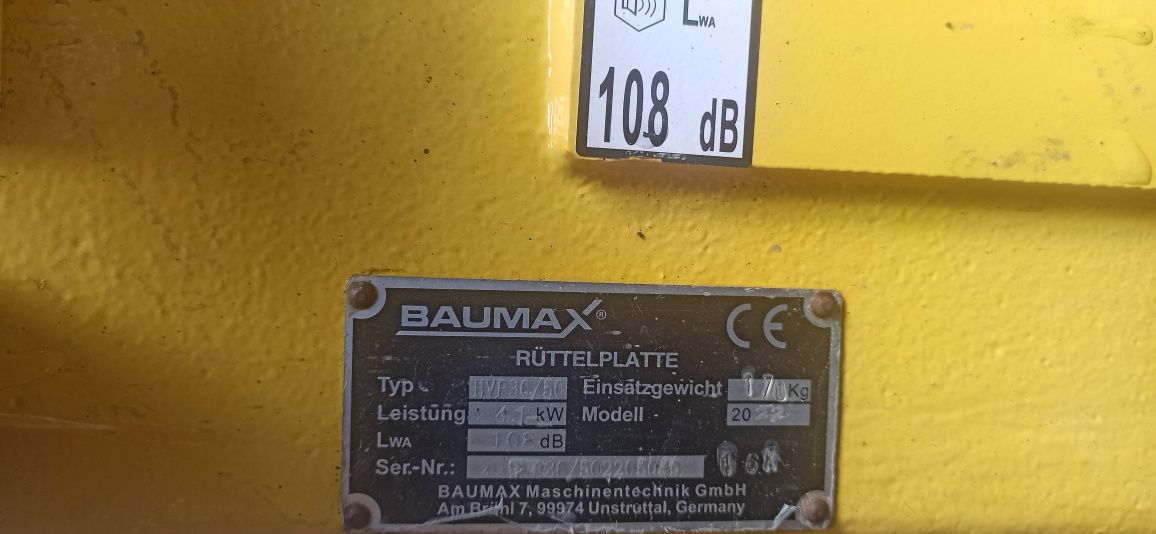 LWA
108 dB
BAUMAX® CE
RÜTTELPLATTE
Typ Einsatzgewicht Kg
Leistung kW Modell 20
LWA 108 dB
Ser.-Nr.:
BAUMAX Maschinentechnik GmbH
Am Brühl 7, 99974 Unstruttal, Germany